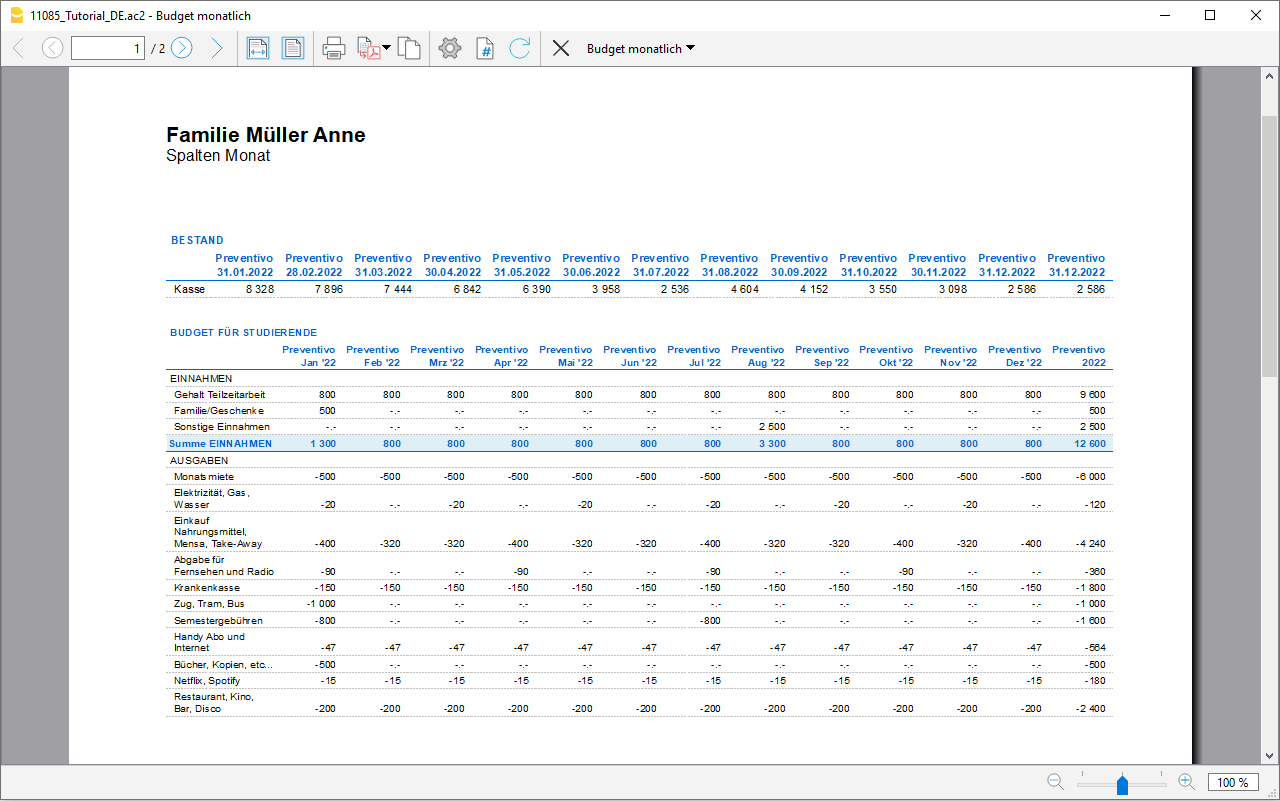 11085_Tutorial_DE.ac2 - Budget monatlich
1 / 2 Budget monatlich
Familie Müller Anne
Spalten Monat
BESTAND
Preventivo Preventivo Preventivo Preventivo Preventivo Preventivo Preventivo Preventivo Preventivo Preventivo Preventivo Preventivo Preventivo
31.01.2022 28.02.2022 31.03.2022 30.04.2022 31.05.2022 30.06.2022 31.07.2022 31.08.2022 30.09.2022 31.10.2022 30.11.2022 31.12.2022 31.12.2022
Kasse 8 328 7 896 7 444 6 842 6 390 3 958 2 536 4 604 4 152 3 550 3 098 2 586 2 586
BUDGET FÜR STUDIERENDE
Preventivo Preventivo Preventivo Preventivo Preventivo Preventivo Preventivo Preventivo Preventivo Preventivo Preventivo Preventivo Preventivo
Jan '22 Feb '22 Mrz '22 Apr '22 Mai '22 Jun '22 Jul '22 Aug '22 Sep '22 Okt '22 Nov '22 Dez '22 2022
EINNAHMEN
Gehalt Teilzeitarbeit 800 800 800 800 800 800 800 800 800 800 800 800 9 600
Familie/Geschenke 500 -.- -.- -.- -.- -.- -.- -.- -.- -.- -.- -.- 500
Sonstige Einnahmen -.- -.- -.- -.- -.- -.- -.- 2 500 -.- -.- -.- -.- 2 500
Summe EINNAHMEN 1 300 800 800 800 800 800 800 3 300 800 800 800 800 12 600
AUSGABEN
Monatsmiete -500 -500 -500 -500 -500 -500 -500 -500 -500 -500 -500 -500 -6 000
Elektrizität, Gas,
Wasser -20 -.- -20 -.- -20 -.- -20 -.- -20 -.- -20 -.- -120
Einkauf
Nahrungsmittel,
Mensa, Take-Away -400 -320 -320 -400 -320 -320 -400 -320 -320 -400 -320 -400 -4 240
Abgabe für
Fernsehen und Radio -90 -.- -.- -90 -.- -.- -90 -.- -.- -90 -.- -.- -360
Krankenkasse -150 -150 -150 -150 -150 -150 -150 -150 -150 -150 -150 -150 -1 800
Zug, Tram, Bus -1 000 -.- -.- -.- -.- -.- -.- -.- -.- -.- -.- -.- -1 000
Semestergebühren -800 -.- -.- -.- -.- -.- -800 -.- -.- -.- -.- -.- -1 600
Handy Abo und
Internet -47 -47 -47 -47 -47 -47 -47 -47 -47 -47 -47 -47 -564
Bücher, Kopien, etc... -500 -.- -.- -.- -.- -.- -.- -.- -.- -.- -.- -.- -500
Netflix, Spotify -15 -15 -15 -15 -15 -15 -15 -15 -15 -15 -15 -15 -180
Restaurant, Kino,
Bar, Disco -200 -200 -200 -200 -200 -200 -200 -200 -200 -200 -200 -200 -2 400
100 %